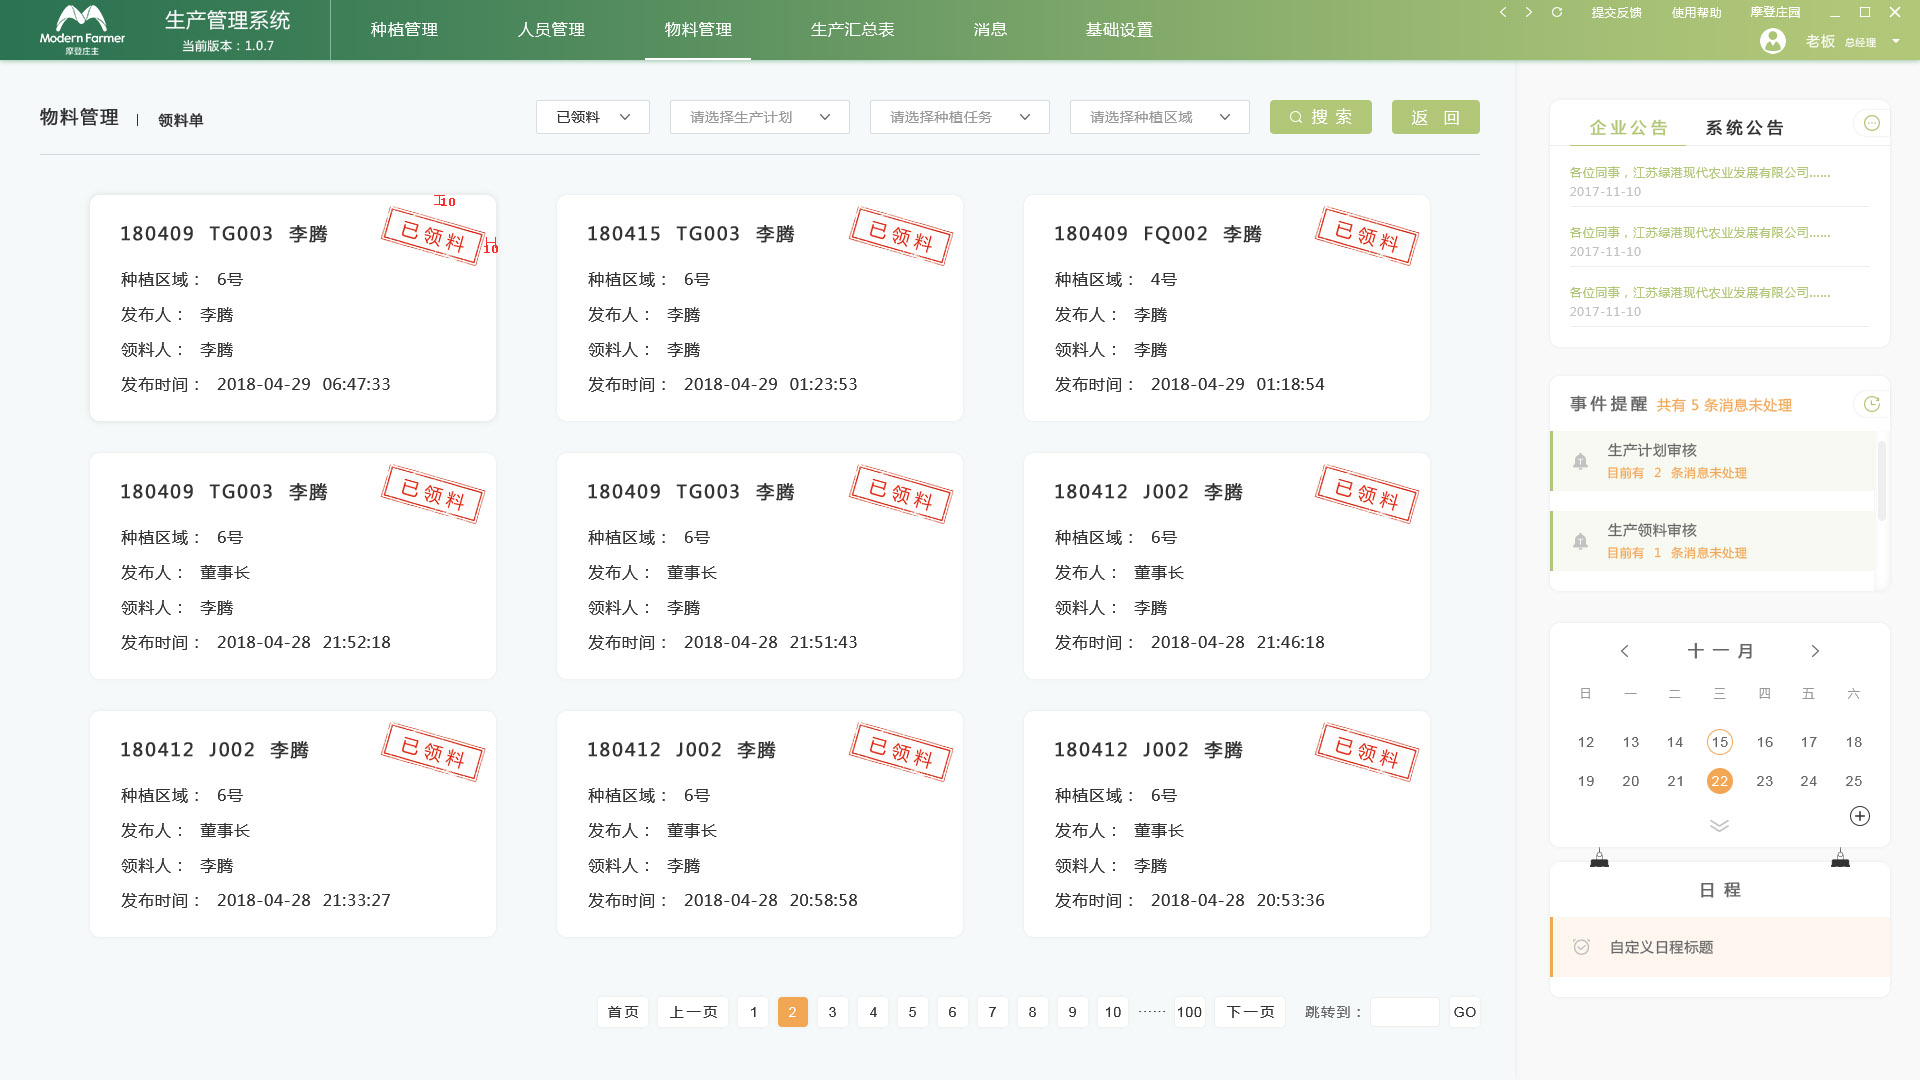 Modern Farmer
摩登庄主
生产管理系统
当前版本：1.0.7
种植管理 人员管理 物料管理 生产汇总表 消息 基础设置
提交反馈 使用帮助 摩登庄园
老板 总经理
物料管理 | 领料单
已领料 请选择生产计划 请选择种植任务 请选择种植区域 搜索 返回
10
10
180409 TG003 李腾 已领料
种植区域： 6号
发布人： 李腾
领料人： 李腾
发布时间： 2018-04-29 06:47:33
180415 TG003 李腾 已领料
种植区域： 6号
发布人： 李腾
领料人： 李腾
发布时间： 2018-04-29 01:23:53
180409 FQ002 李腾 已领料
种植区域： 4号
发布人： 李腾
领料人： 李腾
发布时间： 2018-04-29 01:18:54
180409 TG003 李腾 已领料
种植区域： 6号
发布人： 董事长
领料人： 李腾
发布时间： 2018-04-28 21:52:18
180409 TG003 李腾 已领料
种植区域： 6号
发布人： 董事长
领料人： 李腾
发布时间： 2018-04-28 21:51:43
180412 J002 李腾 已领料
种植区域： 6号
发布人： 董事长
领料人： 李腾
发布时间： 2018-04-28 21:46:18
180412 J002 李腾 已领料
种植区域： 6号
发布人： 董事长
领料人： 李腾
发布时间： 2018-04-28 21:33:27
180412 J002 李腾 已领料
种植区域： 6号
发布人： 董事长
领料人： 李腾
发布时间： 2018-04-28 20:58:58
180412 J002 李腾 已领料
种植区域： 6号
发布人： 董事长
领料人： 李腾
发布时间： 2018-04-28 20:53:36
首页 上一页 1 2 3 4 5 6 7 8 9 10 ······ 100 下一页 跳转到： GO
企业公告 系统公告
各位同事，江苏绿港现代农业发展有限公司......
2017-11-10
各位同事，江苏绿港现代农业发展有限公司......
2017-11-10
各位同事，江苏绿港现代农业发展有限公司......
2017-11-10
事件提醒 共有 5 条消息未处理
生产计划审核
目前有 2 条消息未处理
生产领料审核
目前有 1 条消息未处理
十一月
日 一 二 三 四 五 六
12 13 14 15 16 17 18
19 20 21 22 23 24 25
日程
自定义日程标题